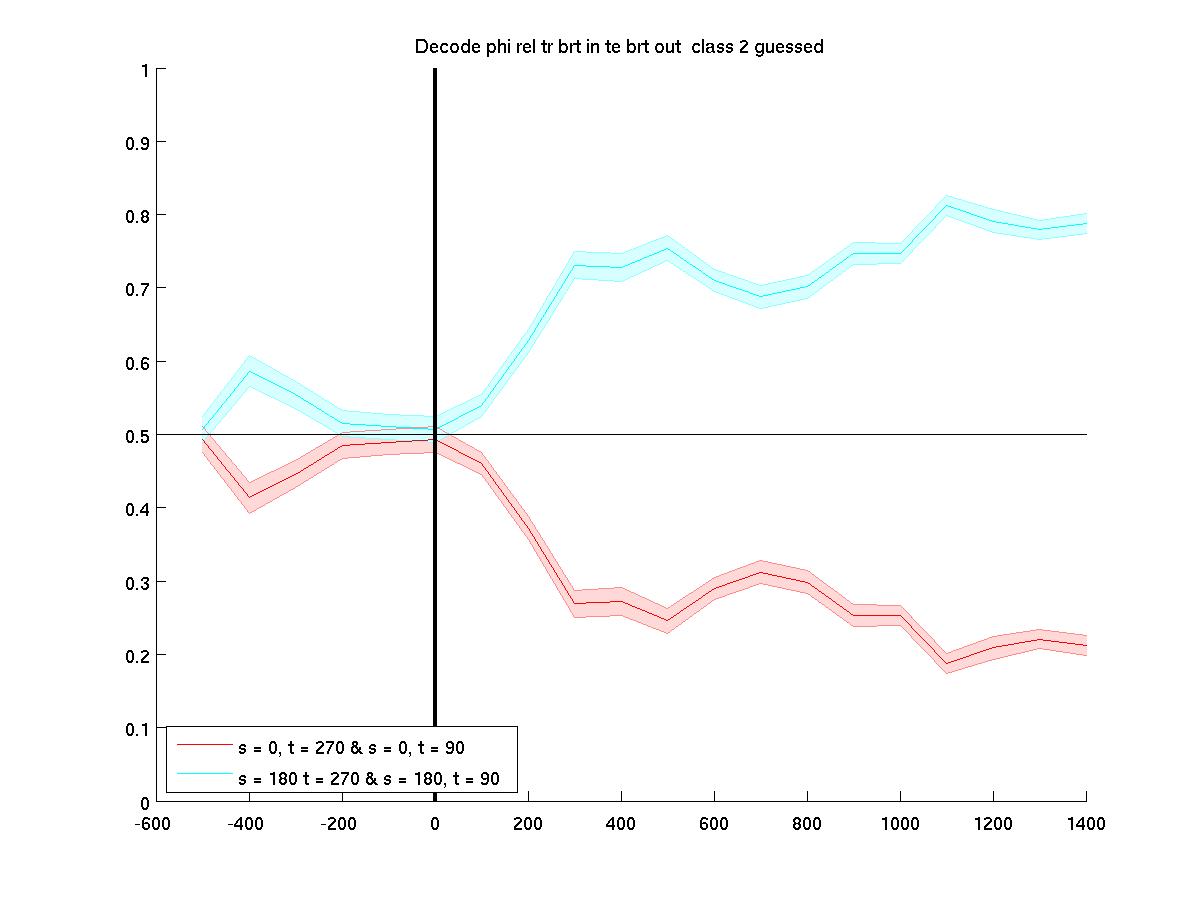 Decode phi rel tr brt in te brt out  class 2 guessed
1
0.9
0.8
0.7
0.6
0.5
0.4
0.3
0.2
0.1
0
s = 0, t = 270 & s = 0, t = 90
s = 180 t = 270 & s = 180, t = 90
-600 -400 -200 0 200 400 600 800 1000 1200 1400